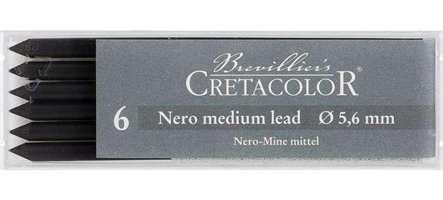 Brevillier's
CRETACOLOR
6 Nero medium lead Ø 5,6 mm
Nero-Mine mittel